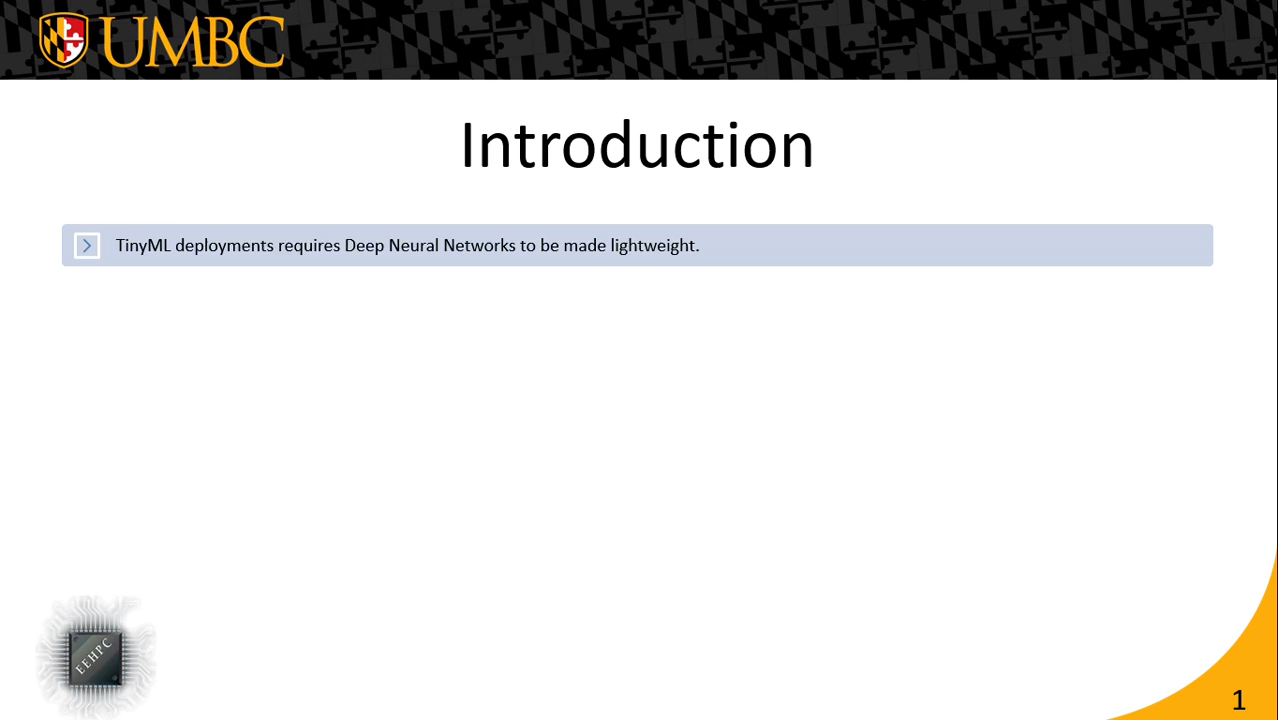 UMBC
Introduction
TinyML deployments requires Deep Neural Networks to be made lightweight.
EEHPC
1